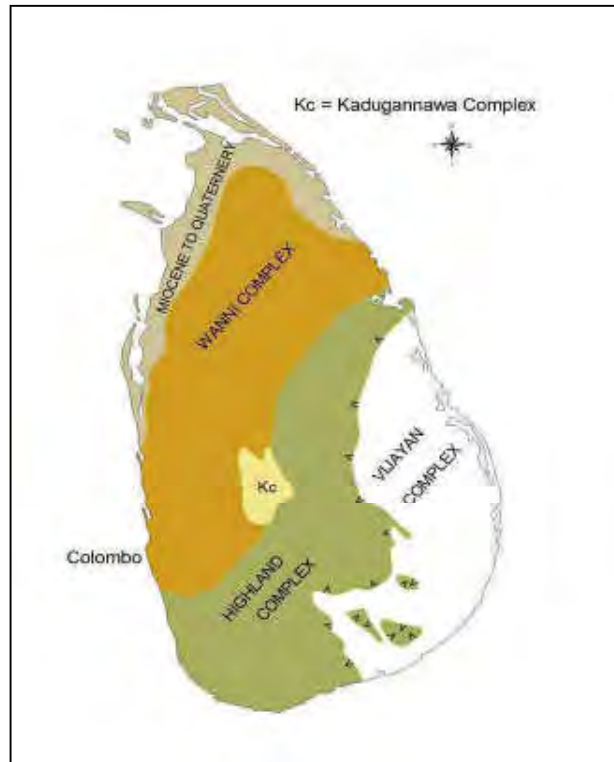 Kc = Kadugannawa Complex
MIOCENE TO QUATERNERY
WANNI COMPLEX
VIJAYAN
COMPLEX
Kc
Colombo
HIGHLAND
COMPLEX